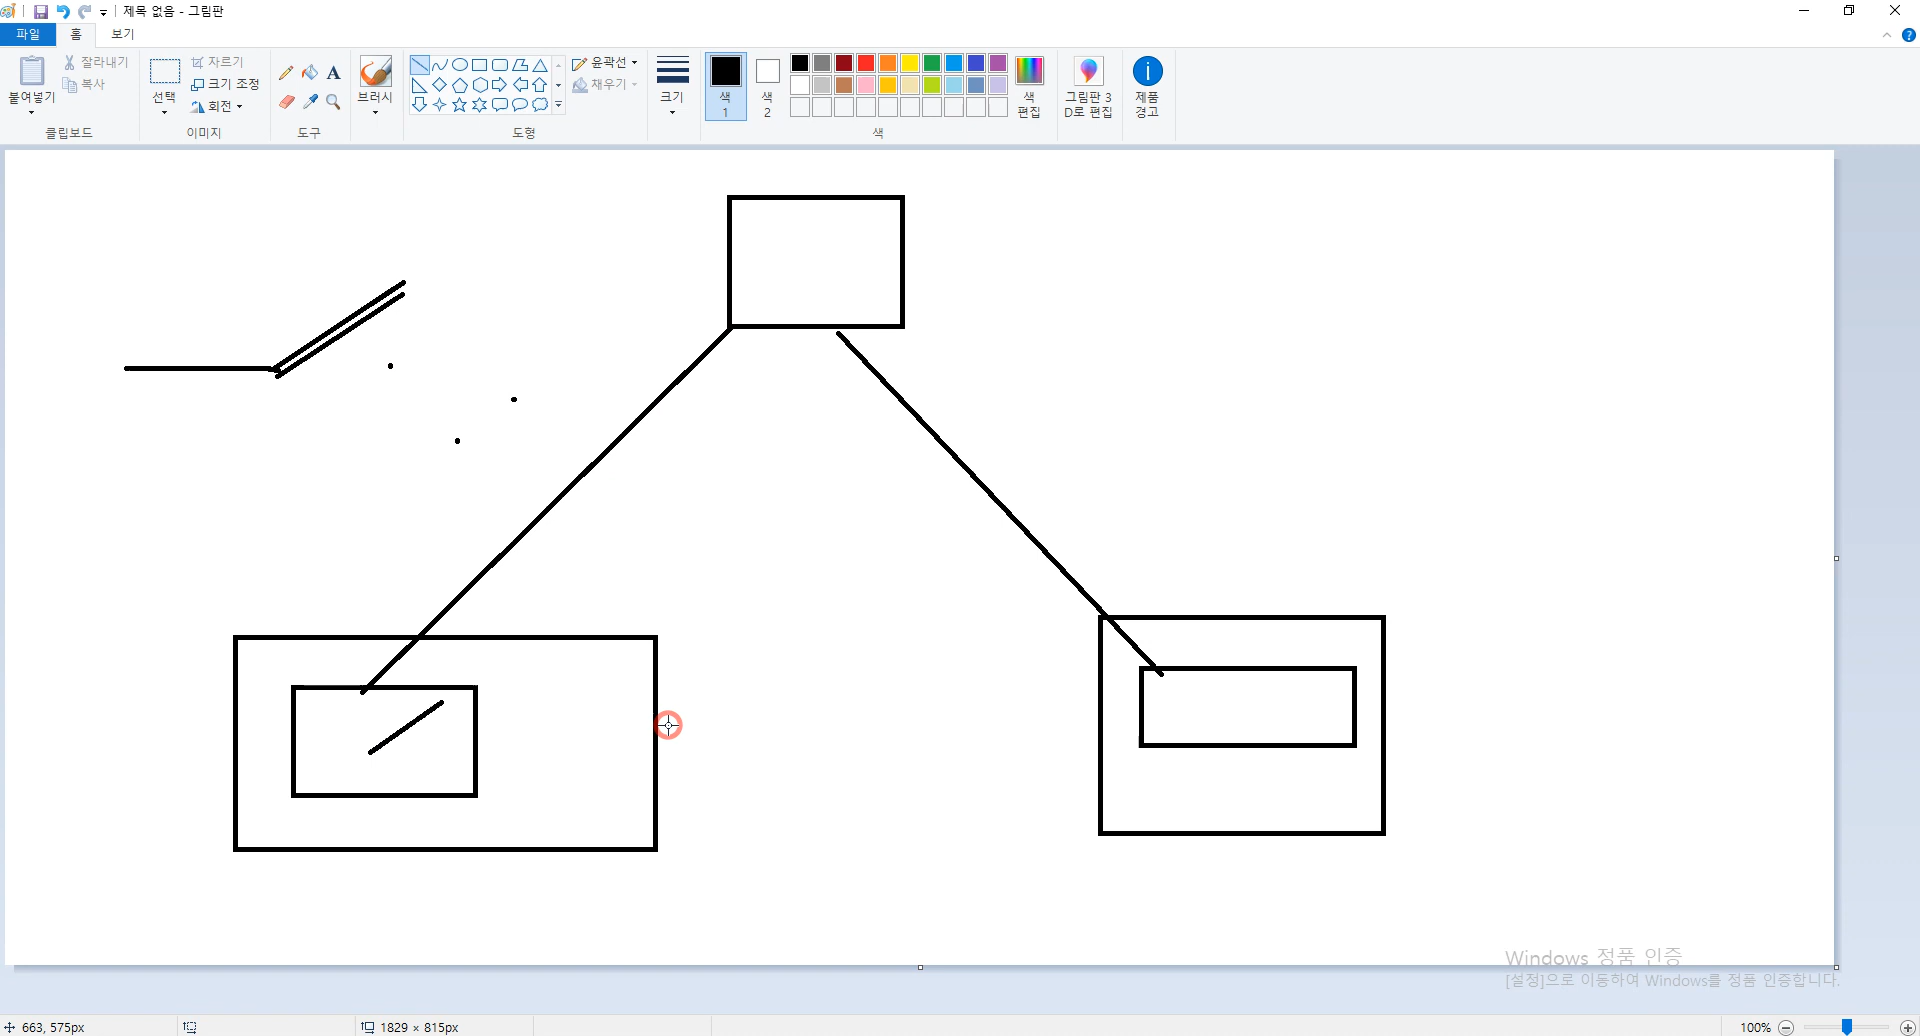 제목 없음 - 그림판
파일 홈 보기
붙여넣기
잘라내기
복사
클립보드
선택
자르기
크기 조정
회전
이미지
A
도구
브러시
윤곽선
채우기
도형
크기
색
1
색
2
색
편집
색
그림판 3
D로 편집
제품
경고
Windows 정품 인증
[설정]으로 이동하여 Windows를 정품 인증합니다.
663, 575px
1829 × 815px
100%